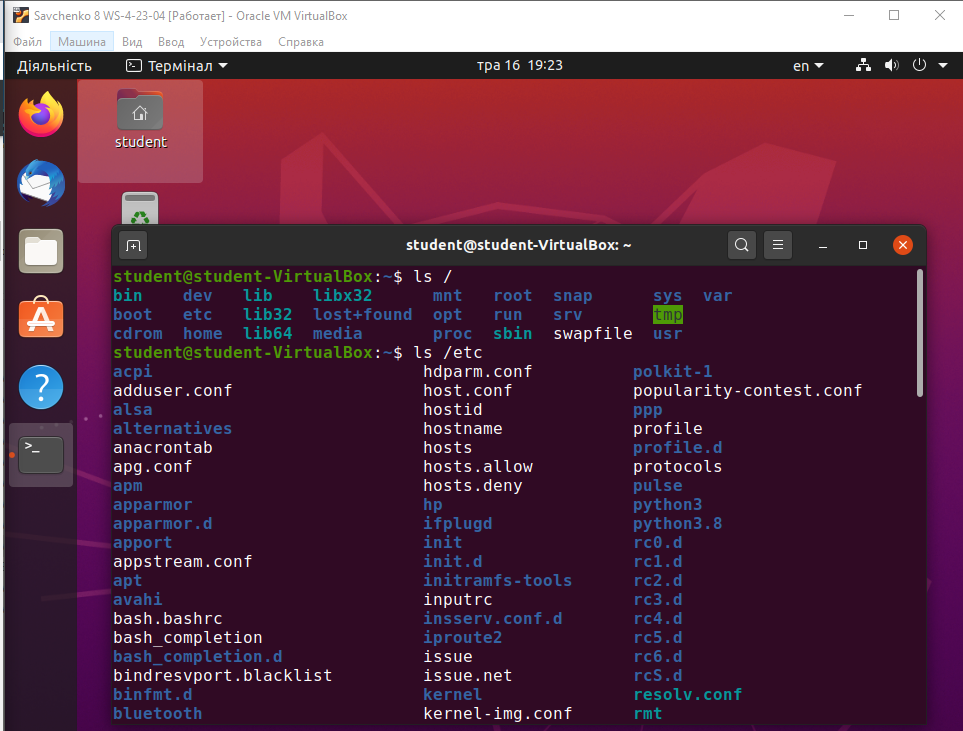 Savchenko 8 WS-4-23-04 [Работает] - Oracle VM VirtualBox
Файл Машина Вид Ввод Устройства Справка
Діяльність Термінал тра 16 19:23 en
student
student@student-VirtualBox: ~
student@student-VirtualBox:~$ ls /
bin dev lib libx32 mnt root snap sys var
boot etc lib32 lost+found opt run srv tmp
cdrom home lib64 media proc sbin swapfile usr
student@student-VirtualBox:~$ ls /etc
acpi hdparm.conf polkit-1
adduser.conf host.conf popularity-contest.conf
alsa hostid ppp
alternatives hostname profile
anacrontab hosts profile.d
apg.conf hosts.allow protocols
apm hosts.deny pulse
apparmor hp python3
apparmor.d ifplugd python3.8
apport init rc0.d
appstream.conf init.d rc1.d
apt initramfs-tools rc2.d
avahi inputrc rc3.d
bash.bashrc insserv.conf.d rc4.d
bash_completion iproute2 rc5.d
bash_completion.d issue rc6.d
bindresvport.blacklist issue.net rcS.d
binfmt.d kernel resolv.conf
bluetooth kernel-img.conf rmt